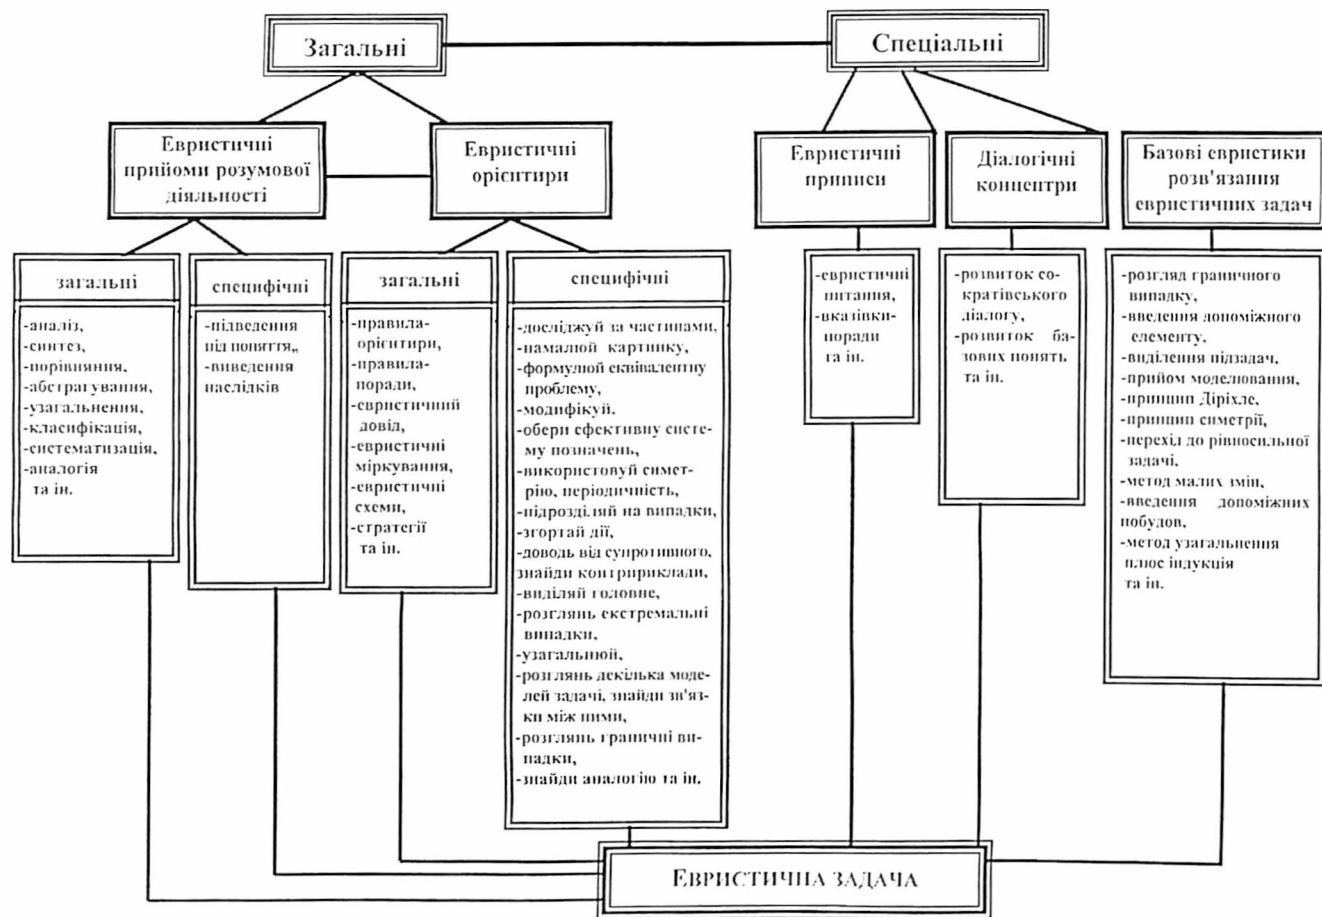 Загальні
Спеціальні
Евристичні
прийоми розумової
діяльності
Евристичні
орієнтири
Евристичні
приписи
Діалогічні
концентри
Базові евристики
розв'язання
евристичних задач
загальні
-аналіз,
-синтез,
-порівняння,
-абстрагування,
-узагальнення,
-класифікація,
-систематизація,
-аналогія
та ін.
специфічні
-підведення
під поняття,,
-виведення
наслідків
загальні
-правила-
орієнтири,
-правила-
поради,
-евристичний
довід,
-евристичні
міркування,
-евристичні
схеми,
-стратегії
та ін.
специфічні
-досліджуй за частинами,
-намалюй картинку,
-формулюй еквівалентну
проблему,
-модифікуй,
-обери ефективну систе-
му позначень,
-використовуй симет-
рію, періодичність,
-підрозділяй на випадки,
-згортай дії,
-доводь від супротивного,
знайди контрприклади,
-виділяй головне,
-розглянь екстремальні
випадки,
-узагальнюй,
-розглянь декілька моде-
лей задачі, знайди зв'яз-
ки між ними,
-розглянь граничні ви-
падки,
-знайди аналогію та ін.
-евристичні
питання,
-вказівки-
поради
та ін.
-розвиток со-
кратівського
діалогу,
-розвиток ба-
зових понять
та ін.
-розгляд граничного
випадку,
-введення допоміжного
елементу,
-виділення підзадач,
-прийом моделювання,
-принцип Діріхле,
-принцип симетрії,
-перехід до рівносильної
задачі,
-метод малих змін,
-введення допоміжних
побудов,
-метод узагальнення
плюс індукція
та ін.
ЕВРИСТИЧНА ЗАДАЧА